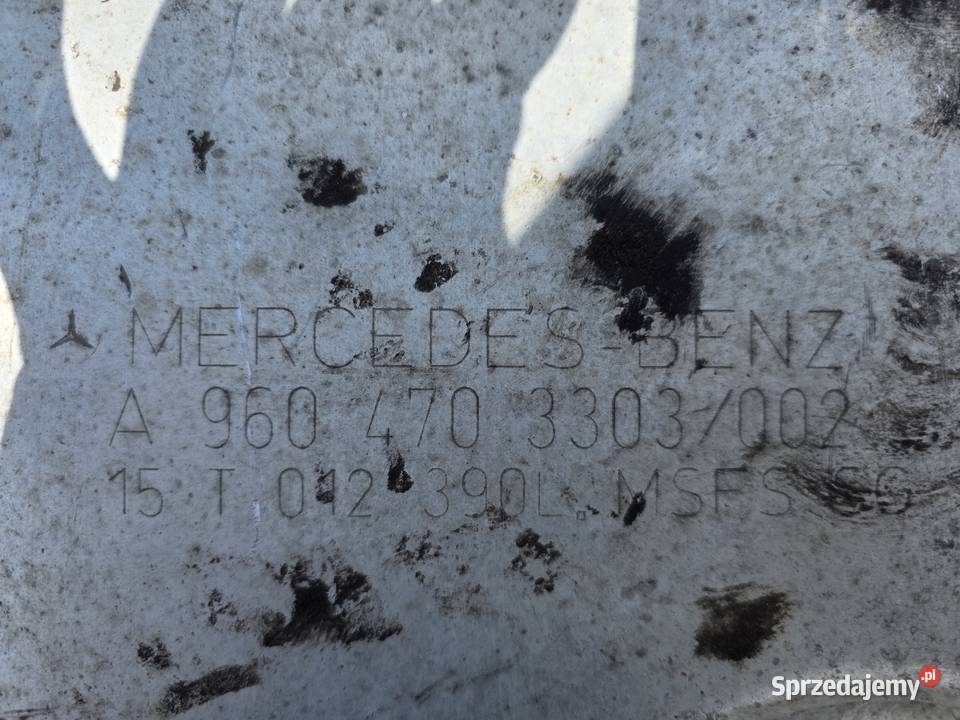 MERCEDES-BENZ
A 960 470 3303/002
15 T 012 390L. MSFS SG
Sprzedajemy.pl